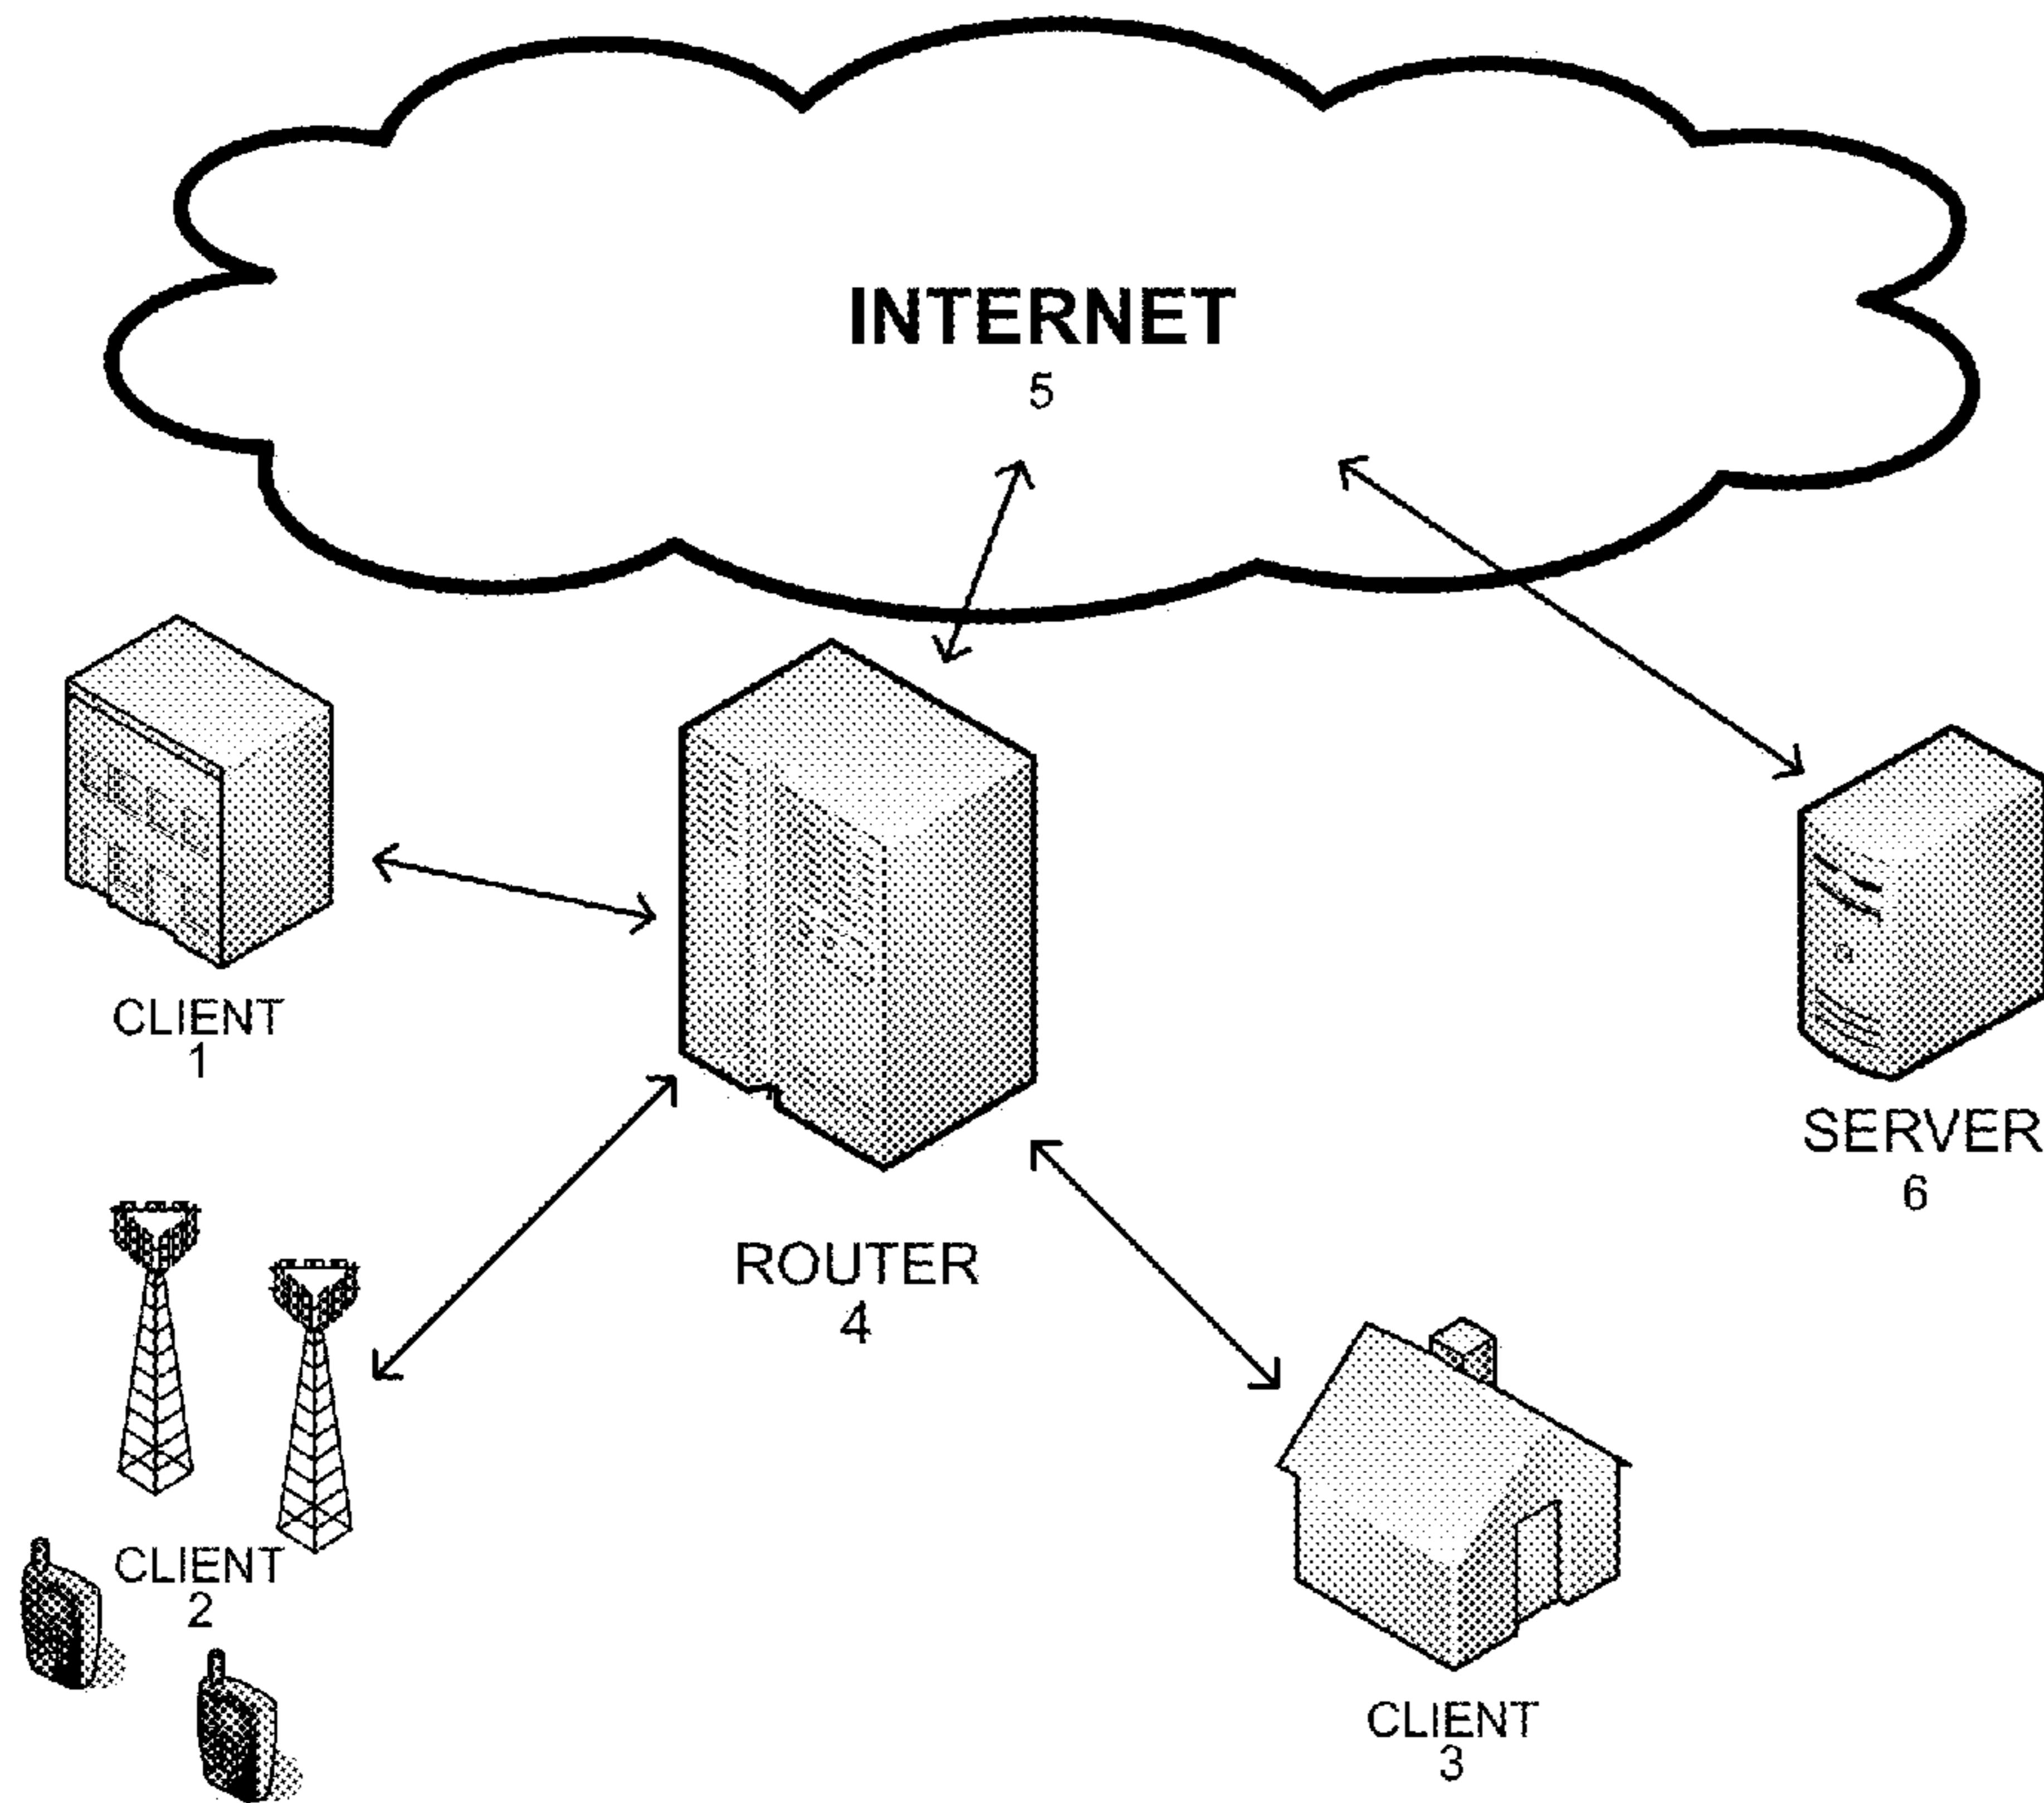 INTERNET
5
CLIENT
1
SERVER
6
ROUTER
4
CLIENT
2
CLIENT
3